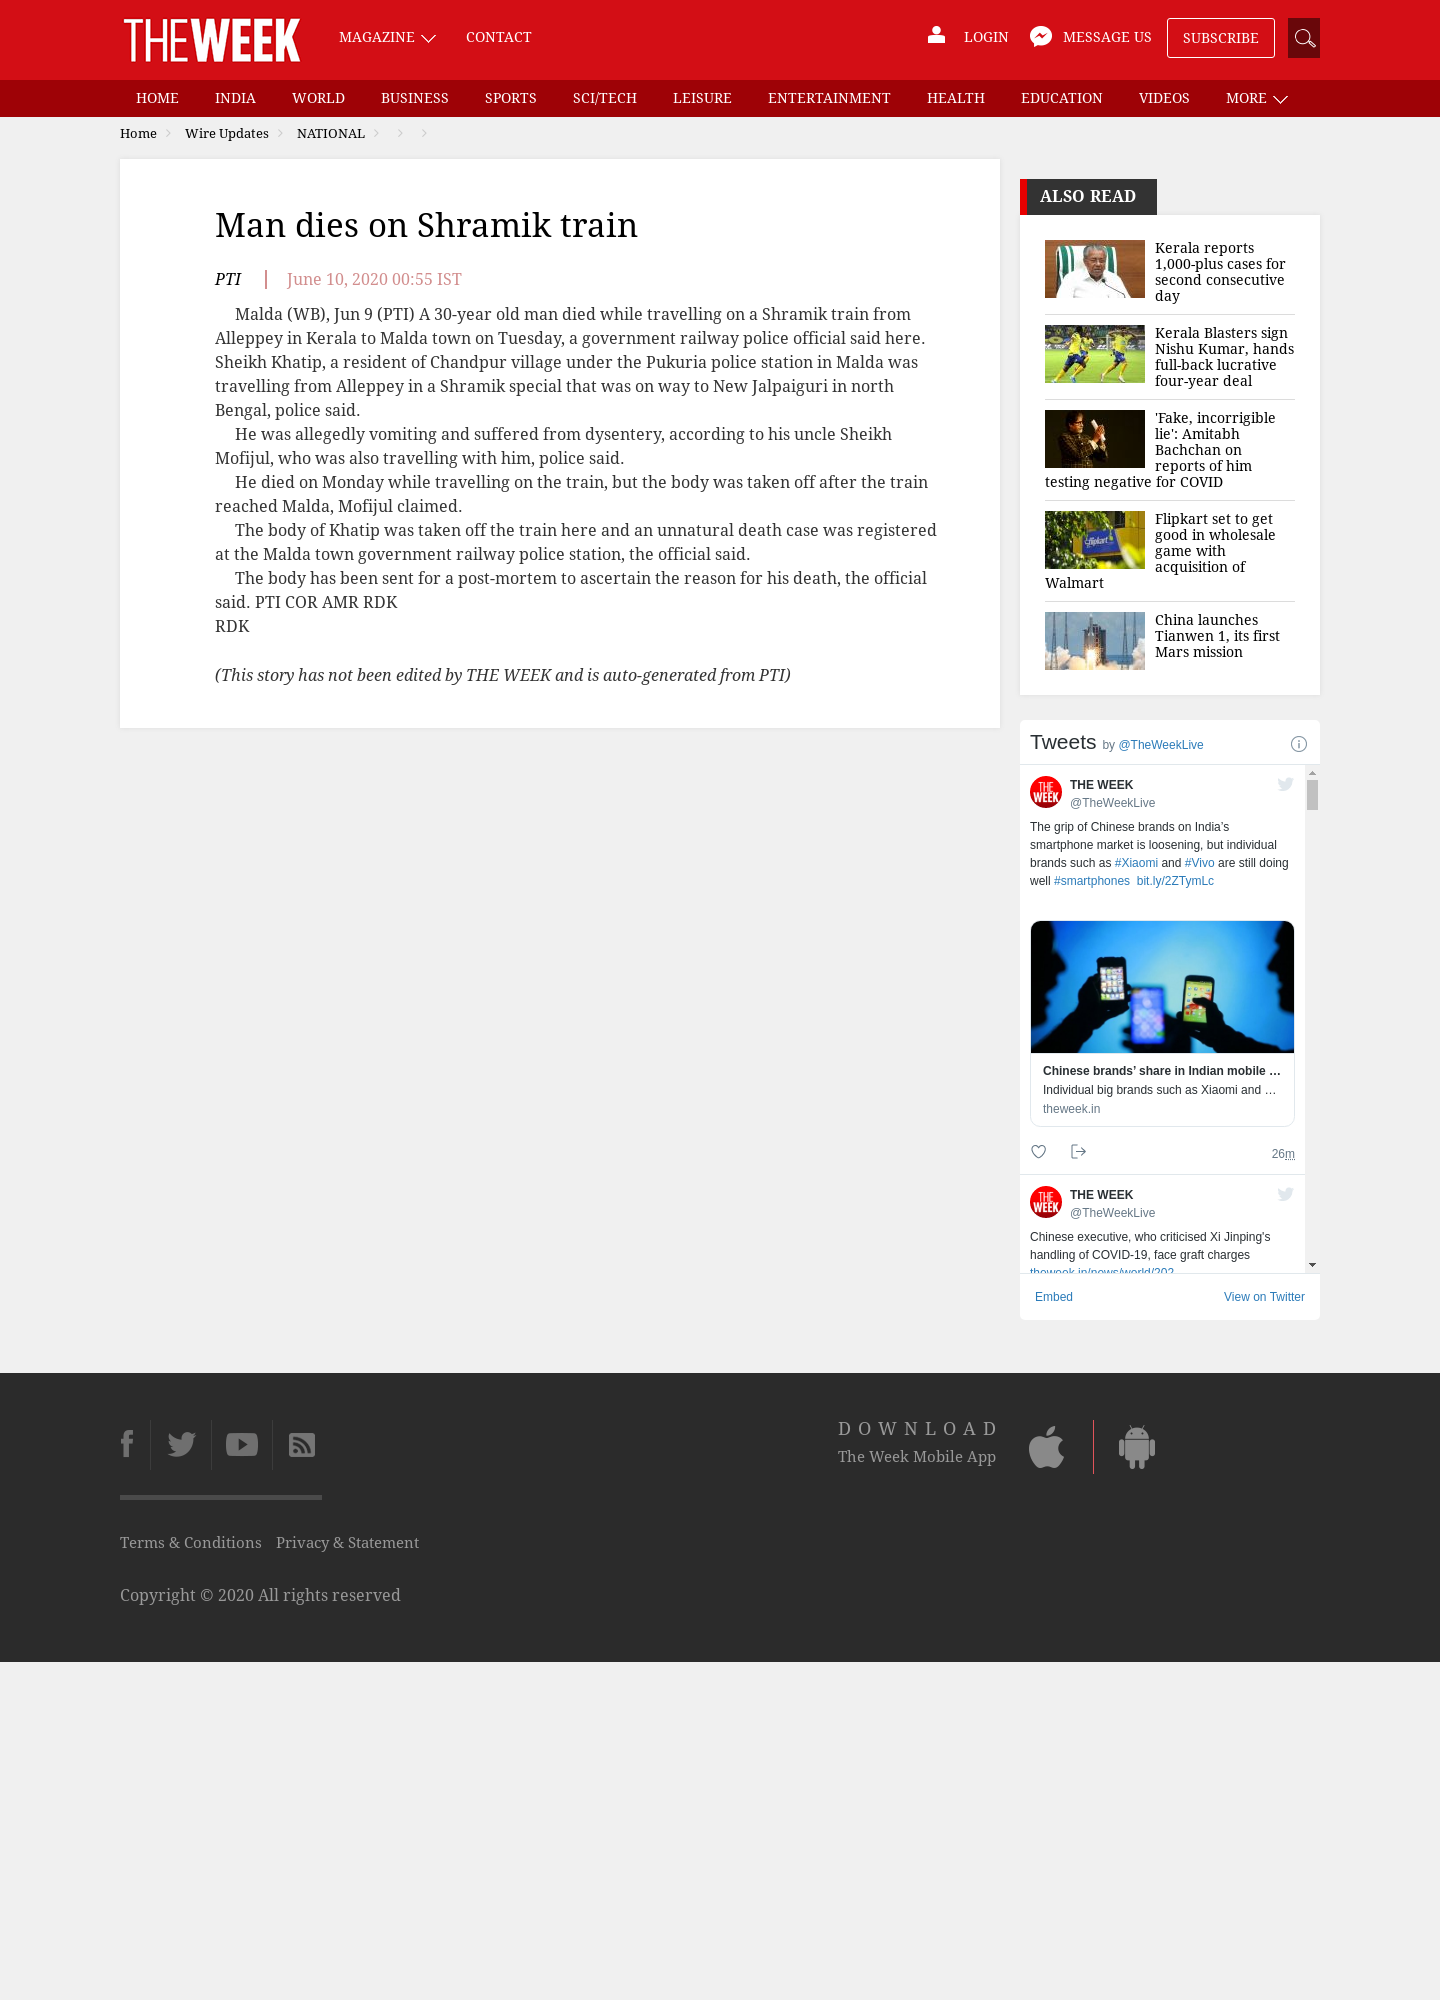 THE WEEK
MAGAZINE
CONTACT
LOGIN
MESSAGE US
SUBSCRIBE
HOME
INDIA
WORLD
BUSINESS
SPORTS
SCI/TECH
LEISURE
ENTERTAINMENT
HEALTH
EDUCATION
VIDEOS
MORE
Home
Wire Updates
NATIONAL
Man dies on Shramik train
PTI
June 10, 2020 00:55 IST
Malda (WB), Jun 9 (PTI) A 30-year old man died while travelling on a Shramik train from
Alleppey in Kerala to Malda town on Tuesday, a government railway police official said here.
Sheikh Khatip, a resident of Chandpur village under the Pukuria police station in Malda was
travelling from Alleppey in a Shramik special that was on way to New Jalpaiguri in north
Bengal, police said.
He was allegedly vomiting and suffered from dysentery, according to his uncle Sheikh
Mofijul, who was also travelling with him, police said.
He died on Monday while travelling on the train, but the body was taken off after the train
reached Malda, Mofijul claimed.
The body of Khatip was taken off the train here and an unnatural death case was registered
at the Malda town government railway police station, the official said.
The body has been sent for a post-mortem to ascertain the reason for his death, the official
said. PTI COR AMR RDK
RDK
(This story has not been edited by THE WEEK and is auto-generated from PTI)
ALSO READ
Kerala reports
1,000-plus cases for
second consecutive
day
Kerala Blasters sign
Nishu Kumar, hands
full-back lucrative
four-year deal
'Fake, incorrigible
lie': Amitabh
Bachchan on
reports of him
testing negative for COVID
Flipkart set to get
good in wholesale
game with
acquisition of
Walmart
flipkart
China launches
Tianwen 1, its first
Mars mission
Tweets by @TheWeekLive
THE WEEK
THE WEEK
@TheWeekLive
The grip of Chinese brands on India’s
smartphone market is loosening, but individual
brands such as #Xiaomi and #Vivo are still doing
well #smartphones bit.ly/2ZTymLc
Chinese brands’ share in Indian mobile …
Individual big brands such as Xiaomi and …
theweek.in
26m
THE WEEK
THE WEEK
@TheWeekLive
Chinese executive, who criticised Xi Jinping's
handling of COVID-19, face graft charges
theweek.in/news/world/202…
Embed
View on Twitter
DOWNLOAD
The Week Mobile App
Terms & Conditions
Privacy & Statement
Copyright © 2020 All rights reserved